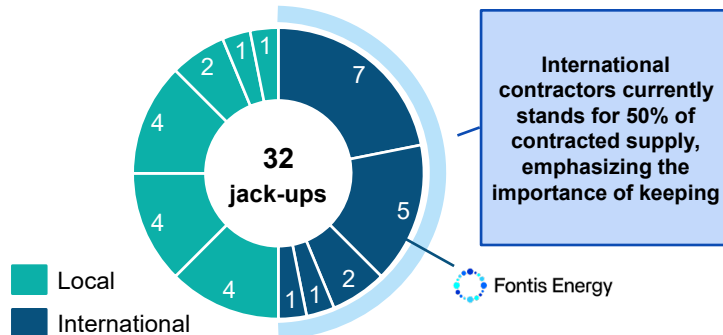 1
1
2
4
4
4
7
5
2
1
1
32
jack-ups
International
contractors currently
stands for 50% of
contracted supply,
emphasizing the
importance of keeping
Fontis Energy
Local
International